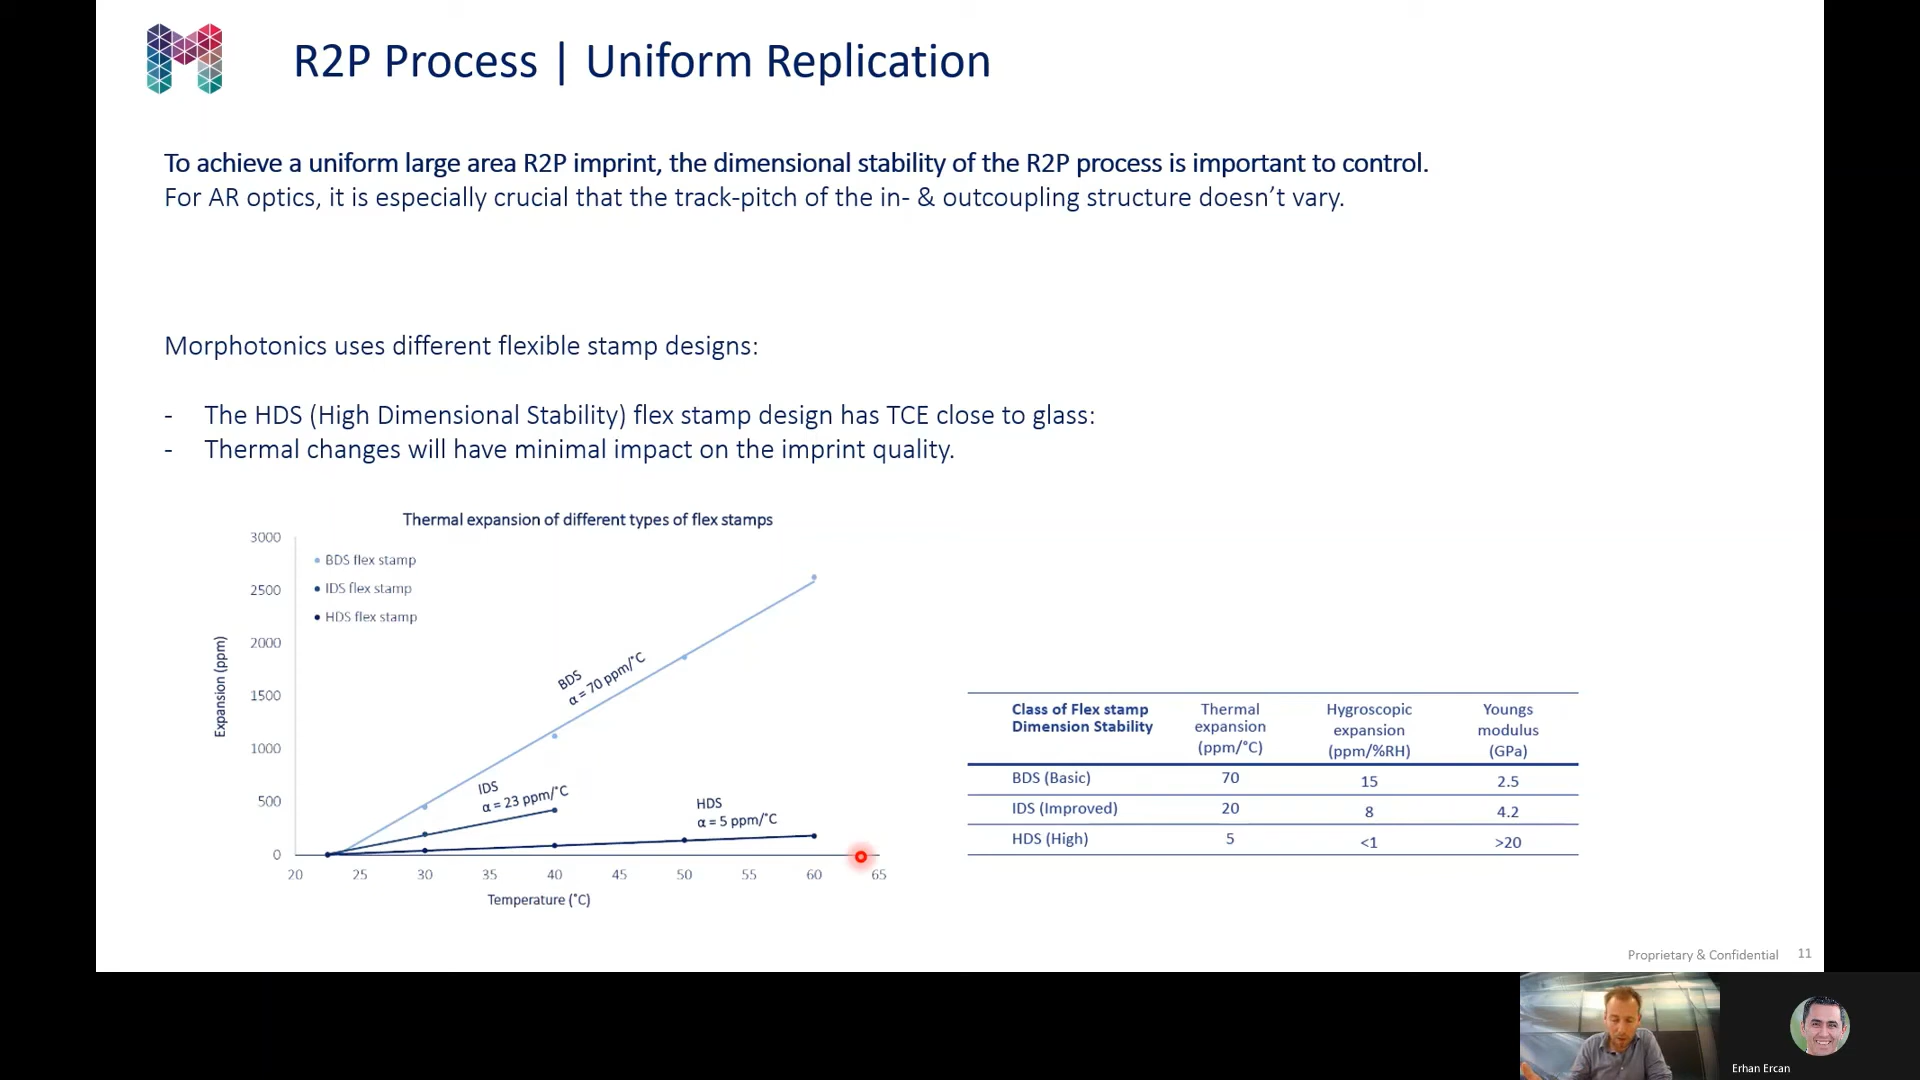 R2P Process | Uniform Replication
To achieve a uniform large area R2P imprint, the dimensional stability of the R2P process is important to control.
For AR optics, it is especially crucial that the track-pitch of the in- & outcoupling structure doesn't vary.
Morphotonics uses different flexible stamp designs:
- The HDS (High Dimensional Stability) flex stamp design has TCE close to glass:
- Thermal changes will have minimal impact on the imprint quality.
Thermal expansion of different types of flex stamps
3000
2500
2000
1500
1000
500
0
Expansion (ppm)
BDS flex stamp
IDS flex stamp
HDS flex stamp
BDS
α = 70 ppm/°C
IDS
α = 23 ppm/°C
HDS
α = 5 ppm/°C
20 25 30 35 40 45 50 55 60 65
Temperature (°C)
Class of Flex stamp Dimension Stability Thermal expansion (ppm/°C) Hygroscopic expansion (ppm/%RH) Youngs modulus (GPa)
BDS (Basic) 70 15 2.5
IDS (Improved) 20 8 4.2
HDS (High) 5 <1 >20
Proprietary & Confidential 11
Erhan Ercan